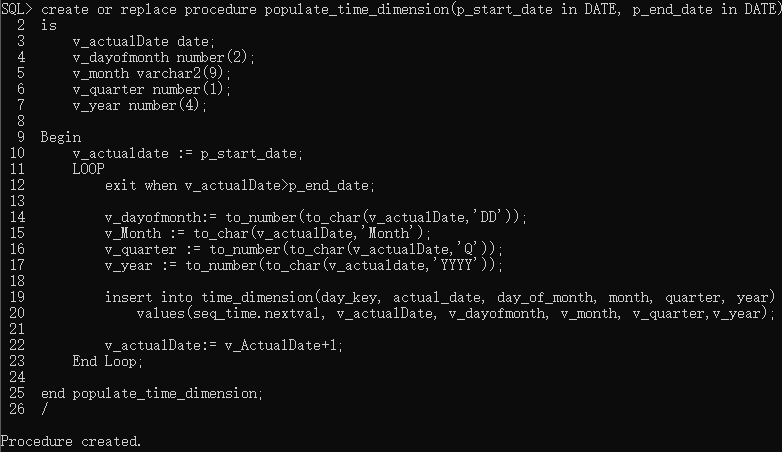 SQL> create or replace procedure populate_time_dimension(p_start_date in DATE, p_end_date in DATE)
  2  is
  3      v_actualDate date;
  4      v_dayofmonth number(2);
  5      v_month varchar2(9);
  6      v_quarter number(1);
  7      v_year number(4);
  8
  9  Begin
 10      v_actualdate := p_start_date;
 11      LOOP
 12          exit when v_actualDate>p_end_date;
 13
 14          v_dayofmonth:= to_number(to_char(v_actualDate,'DD'));
 15          v_Month := to_char(v_actualDate,'Month');
 16          v_quarter := to_number(to_char(v_actualDate,'Q'));
 17          v_year := to_number(to_char(v_actualdate,'YYYY'));
 18
 19          insert into time_dimension(day_key, actual_date, day_of_month, month, quarter, year)
 20              values(seq_time.nextval, v_actualDate, v_dayofmonth, v_month, v_quarter,v_year);
 21
 22          v_actualDate:= v_ActualDate+1;
 23      End Loop;
 24
 25  end populate_time_dimension;
 26  /
Procedure created.